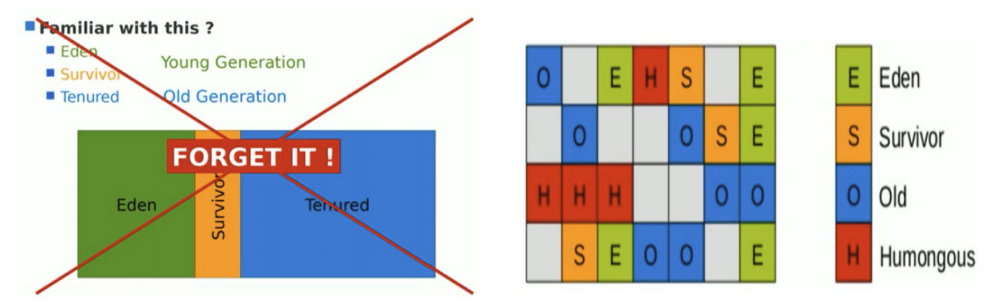 Familiar with this ?
Eden
Survivor
Tenured
Young Generation
Old Generation
FORGET IT !
Eden
Survivor
Tenured
O E H S E
O O S E
H H H O O
S E O O E
E Eden
S Survivor
O Old
H Humongous